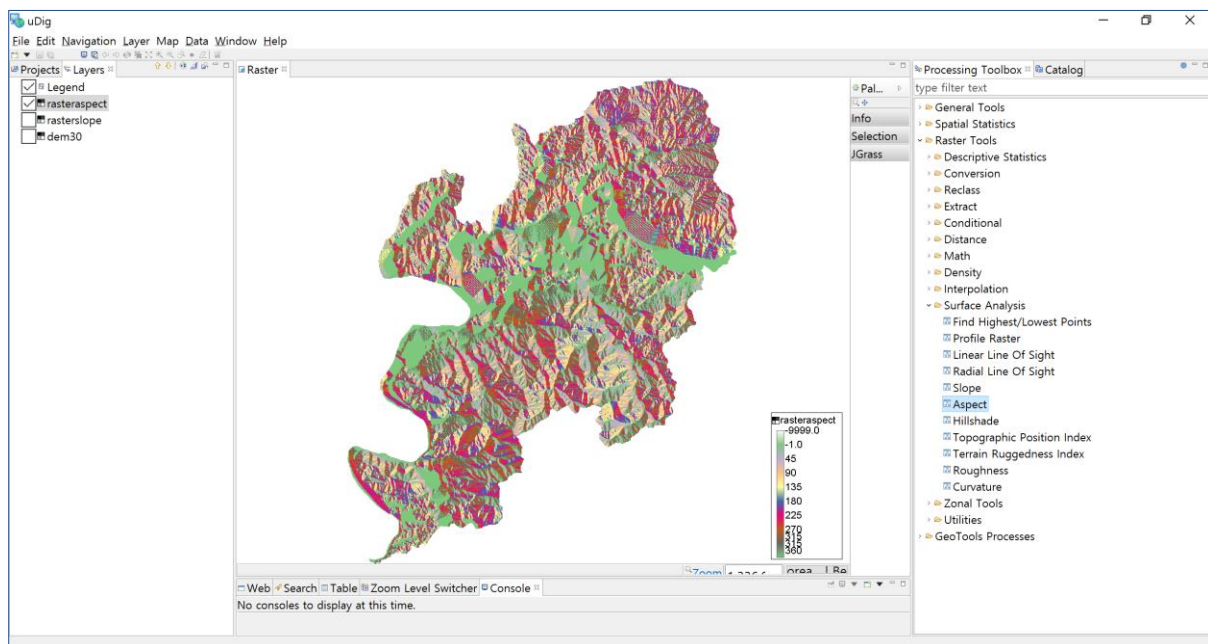 uDig
File Edit Navigation Layer Map Data Window Help
Projects Layers
Legend
rasteraspect
rasterslope
dem30
Raster
Pal...
Info
Selection
JGrass
rasteraspect
-9999.0
-1.0
45
90
135
180
225
270
315
315
360
Zoom
Web Search Table Zoom Level Switcher Console
No consoles to display at this time.
Processing Toolbox Catalog
type filter text
General Tools
Spatial Statistics
Raster Tools
Descriptive Statistics
Conversion
Reclass
Extract
Conditional
Distance
Math
Density
Interpolation
Surface Analysis
Find Highest/Lowest Points
Profile Raster
Linear Line Of Sight
Radial Line Of Sight
Slope
Aspect
Hillshade
Topographic Position Index
Terrain Ruggedness Index
Roughness
Curvature
Zonal Tools
Utilities
GeoTools Processes